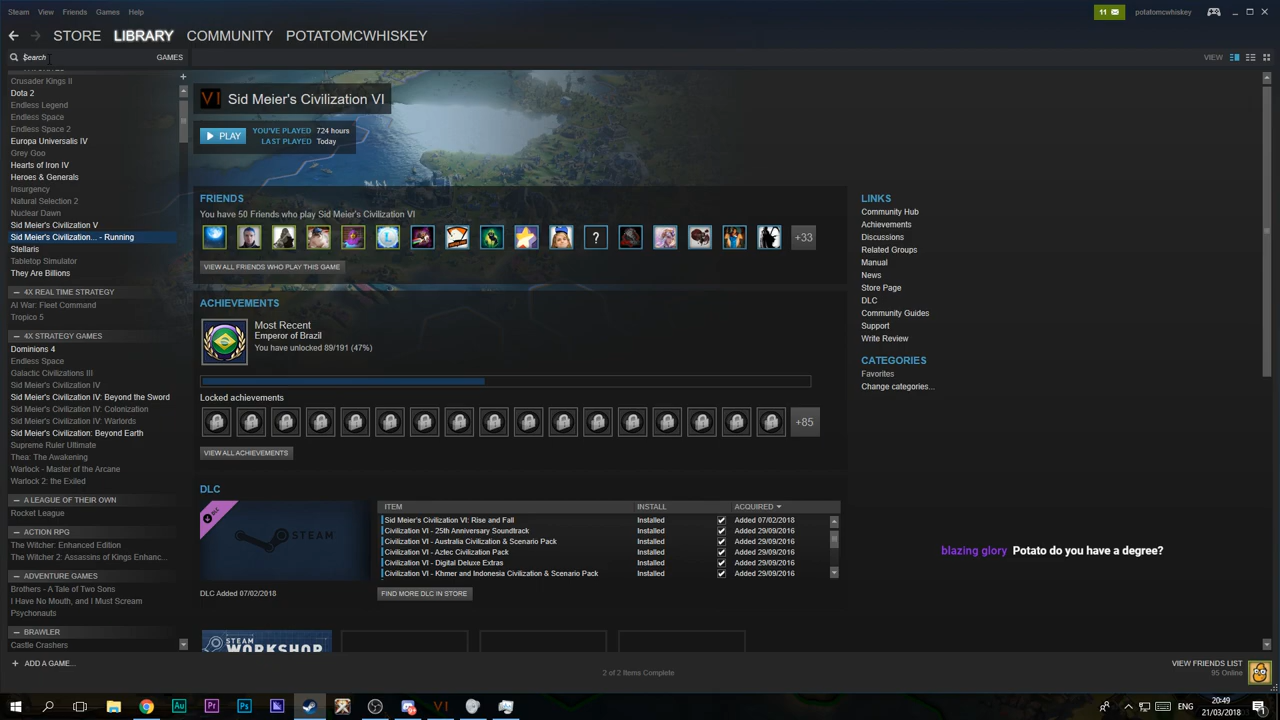 Steam View Friends Games Help
11
potatomcwhiskey
STORE LIBRARY COMMUNITY POTATOMCWHISKEY
Search
GAMES
VIEW
Crusader Kings II
Dota 2
Endless Legend
Endless Space
Endless Space 2
Europa Universalis IV
Grey Goo
Hearts of Iron IV
Heroes & Generals
Insurgency
Natural Selection 2
Nuclear Dawn
Sid Meier's Civilization V
Sid Meier's Civilization... - Running
Stellaris
Tabletop Simulator
They Are Billions
4X REAL TIME STRATEGY
AI War: Fleet Command
Tropico 5
4X STRATEGY GAMES
Dominions 4
Endless Space
Galactic Civilizations III
Sid Meier's Civilization IV
Sid Meier's Civilization IV: Beyond the Sword
Sid Meier's Civilization IV: Colonization
Sid Meier's Civilization IV: Warlords
Sid Meier's Civilization: Beyond Earth
Supreme Ruler Ultimate
Thea: The Awakening
Warlock - Master of the Arcane
Warlock 2: the Exiled
A LEAGUE OF THEIR OWN
Rocket League
ACTION RPG
The Witcher: Enhanced Edition
The Witcher 2: Assassins of Kings Enhanc...
ADVENTURE GAMES
Brothers - A Tale of Two Sons
I Have No Mouth, and I Must Scream
Psychonauts
BRAWLER
Castle Crashers
ADD A GAME...
VI Sid Meier's Civilization VI
PLAY
YOU'VE PLAYED 724 hours
LAST PLAYED Today
FRIENDS
You have 50 Friends who play Sid Meier's Civilization VI
?
+33
VIEW ALL FRIENDS WHO PLAY THIS GAME
ACHIEVEMENTS
Most Recent
Emperor of Brazil
You have unlocked 89/191 (47%)
Locked achievements
+85
VIEW ALL ACHIEVEMENTS
DLC
DLC
STEAM
DLC Added 07/02/2018
ITEM INSTALL ACQUIRED
Sid Meier's Civilization VI: Rise and Fall Installed Added 07/02/2018
Civilization VI - 25th Anniversary Soundtrack Installed Added 29/09/2016
Civilization VI - Australia Civilization & Scenario Pack Installed Added 29/09/2016
Civilization VI - Aztec Civilization Pack Installed Added 29/09/2016
Civilization VI - Digital Deluxe Extras Installed Added 29/09/2016
Civilization VI - Khmer and Indonesia Civilization & Scenario Pack Installed Added 29/09/2016
FIND MORE DLC IN STORE
STEAM
WORKSHOP
LINKS
Community Hub
Achievements
Discussions
Related Groups
Manual
News
Store Page
DLC
Community Guides
Support
Write Review
CATEGORIES
Favorites
Change categories...
blazing glory Potato do you have a degree?
2 of 2 Items Complete
VIEW FRIENDS LIST
95 Online
Au Pr Ps VI
ENG
20:49
21/03/2018
1